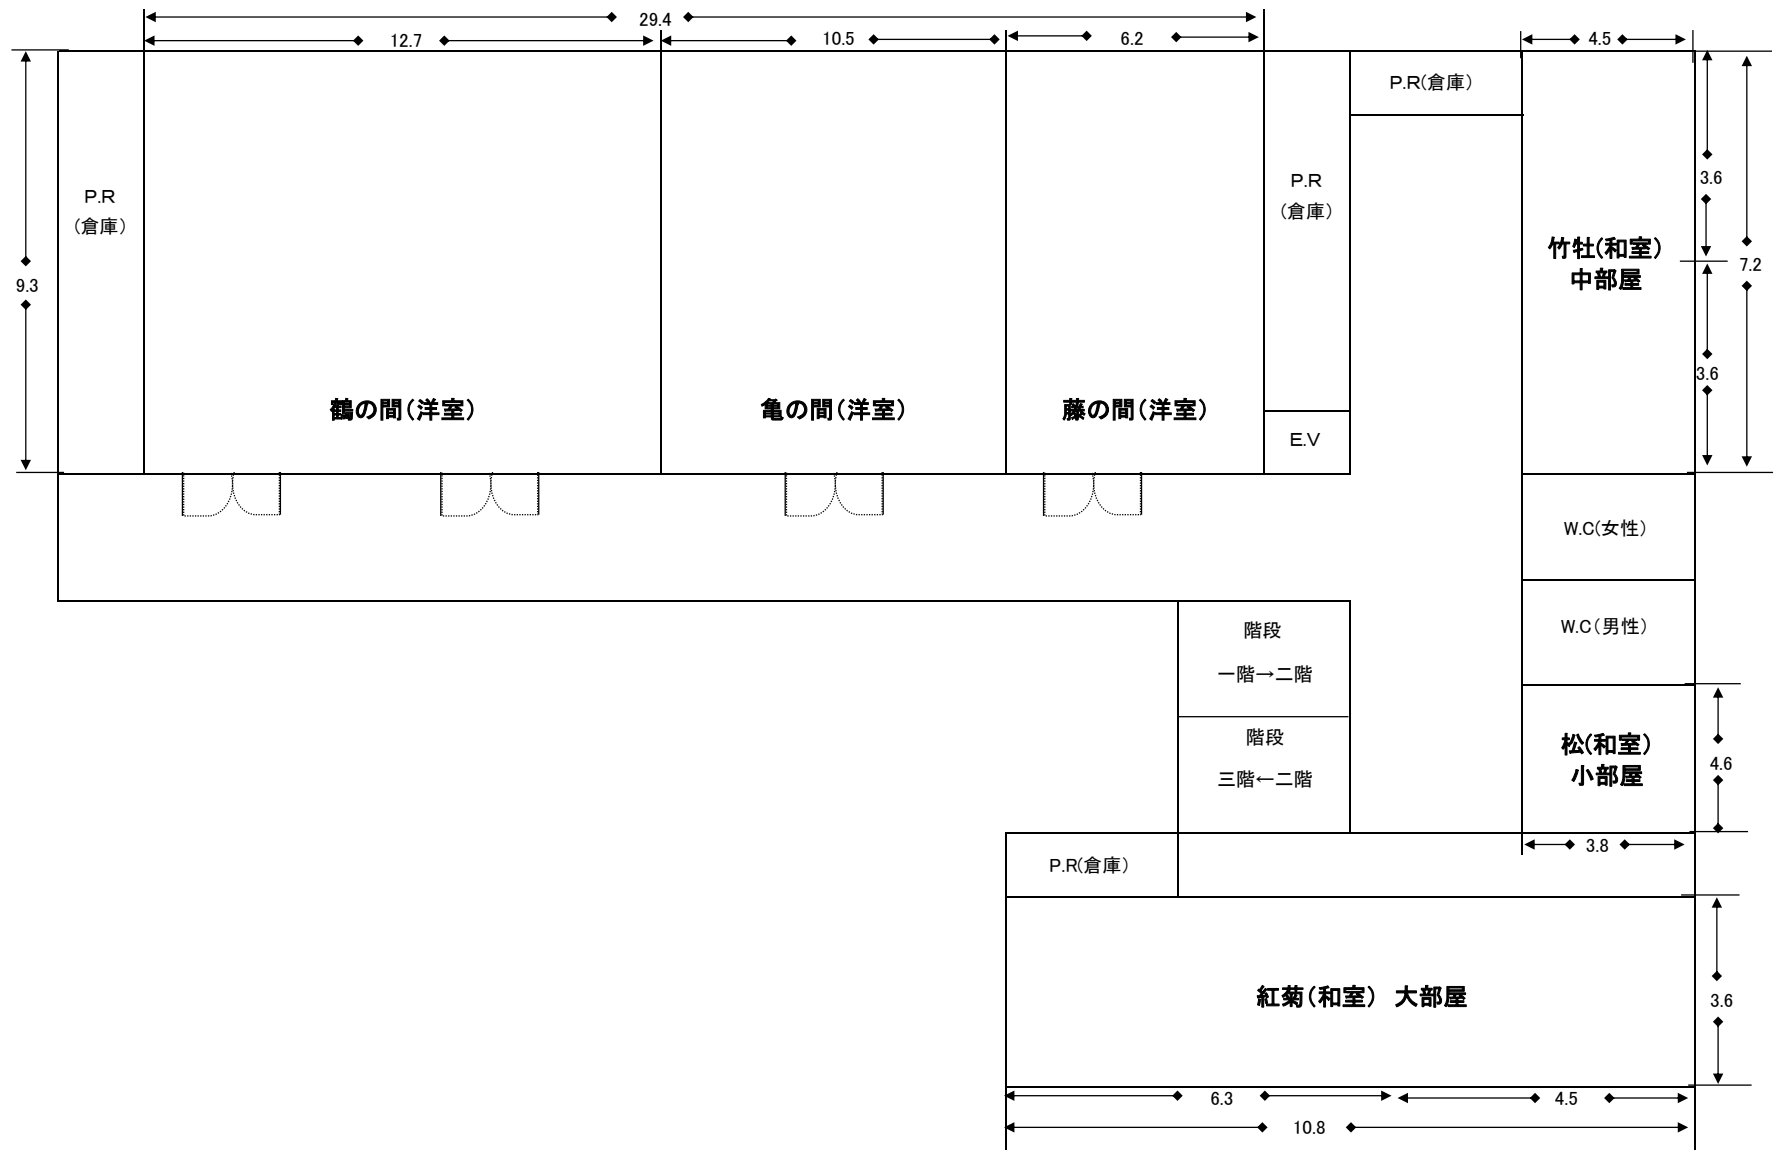 29.4
12.7
10.5
6.2
4.5
P.R(倉庫)
P.R
(倉庫)
P.R
(倉庫)
3.6
竹牡(和室)
中部屋
7.2
9.3
3.6
鶴の間(洋室)
亀の間(洋室)
藤の間(洋室)
E.V
W.C(女性)
階段
一階→二階
W.C(男性)
階段
三階←二階
松(和室)
小部屋
4.6
3.8
P.R(倉庫)
紅菊(和室) 大部屋
3.6
6.3
4.5
10.8